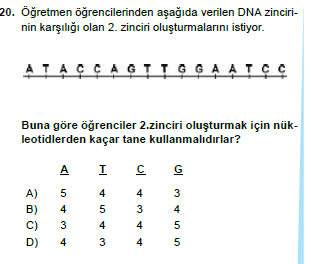 20. Öğretmen öğrencilerinden aşağıda verilen DNA zinciri-
nin karşılığı olan 2. zinciri oluşturmalarını istiyor.
A T A C C A G T T G G A A T C C
Buna göre öğrenciler 2.zinciri oluşturmak için nük-
leotidlerden kaçar tane kullanmalıdırlar?
A T C G
A) 5 4 4 3
B) 4 5 3 4
C) 3 4 4 5
D) 4 3 4 5